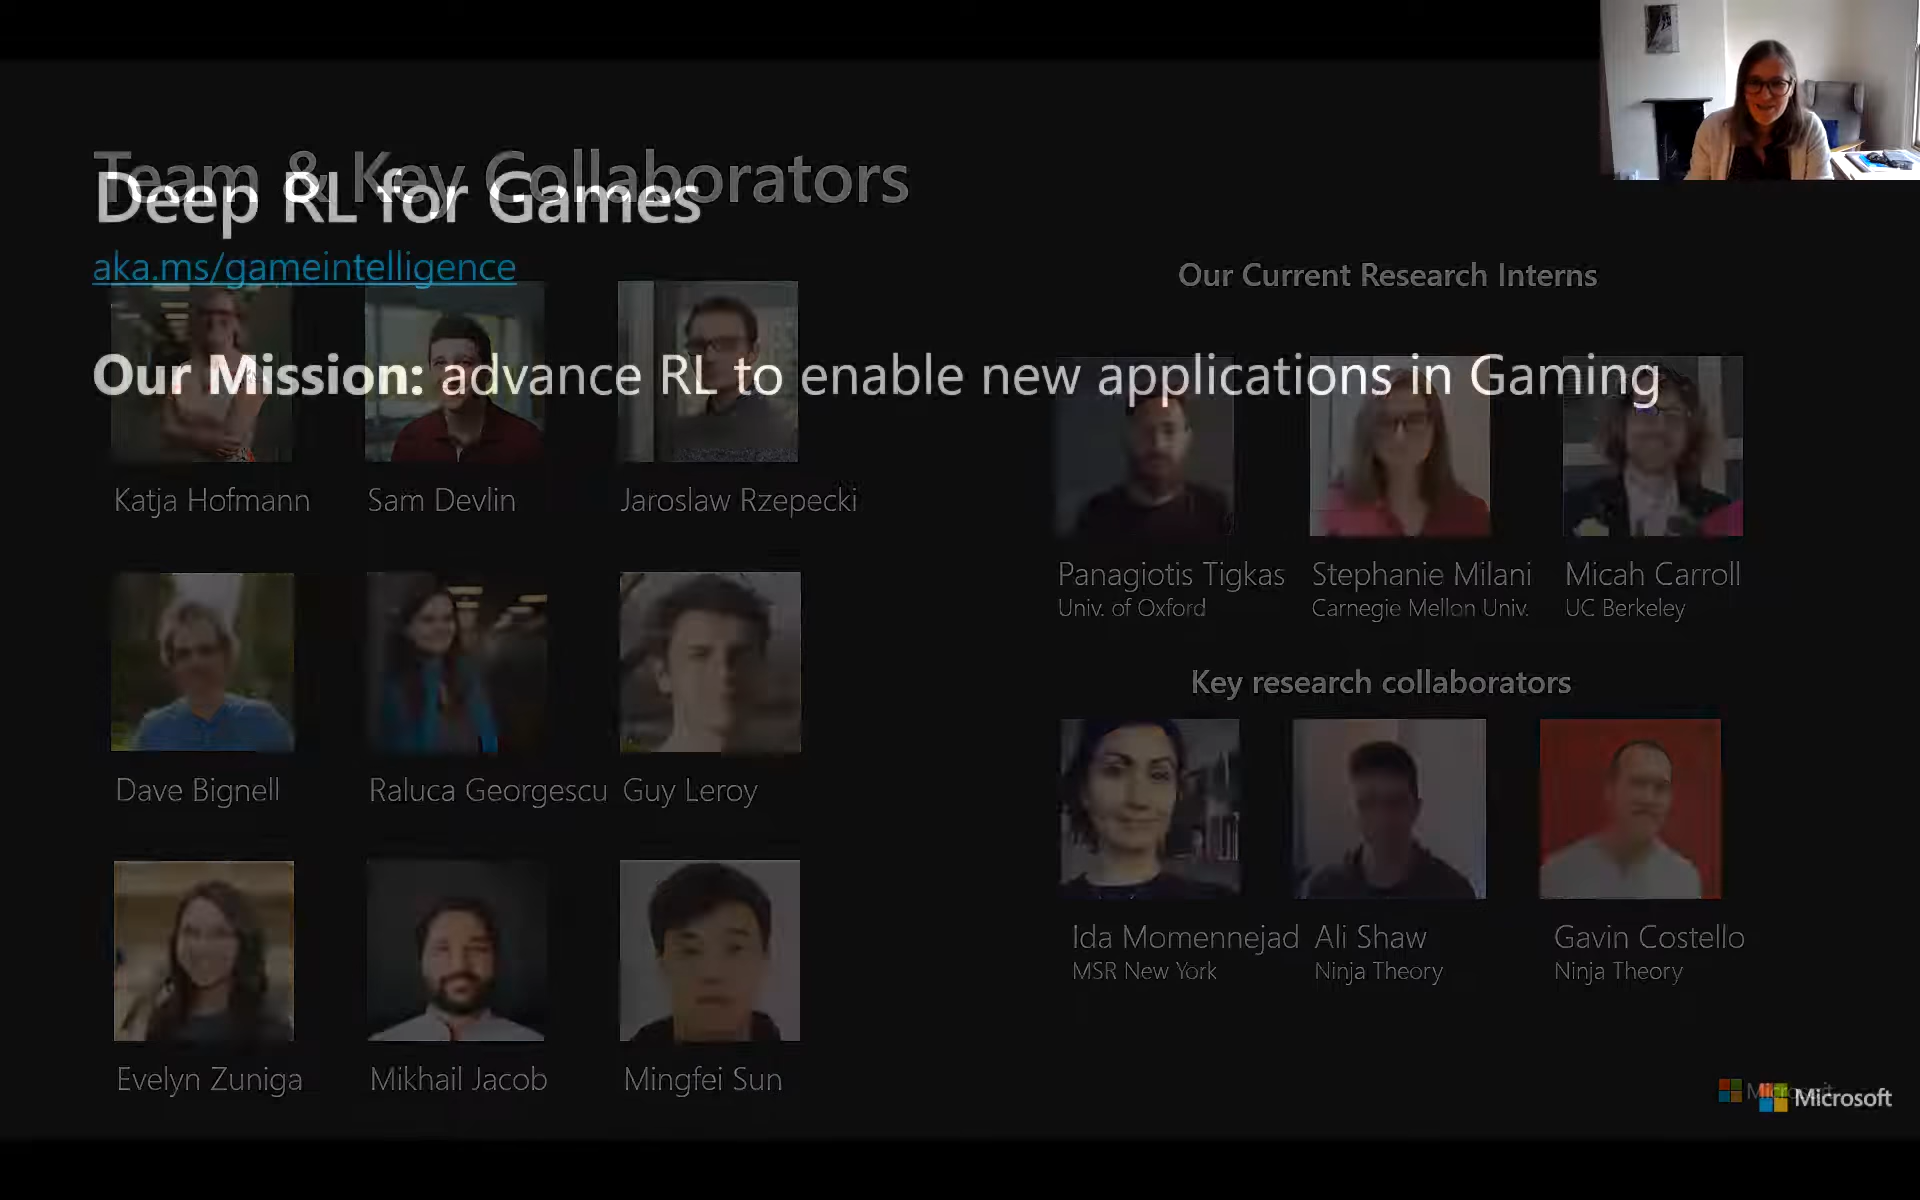 Team & Key Collaborators
Deep RL for Games
aka.ms/gameintelligence
Our Current Research Interns
Our Mission: advance RL to enable new applications in Gaming
Katja Hofmann
Sam Devlin
Jaroslaw Rzepecki
Panagiotis Tigkas
Univ. of Oxford
Stephanie Milani
Carnegie Mellon Univ.
Micah Carroll
UC Berkeley
Key research collaborators
Dave Bignell
Raluca Georgescu
Guy Leroy
Ida Momennejad
MSR New York
Ali Shaw
Ninja Theory
Gavin Costello
Ninja Theory
Evelyn Zuniga
Mikhail Jacob
Mingfei Sun
Microsoft
Microsoft